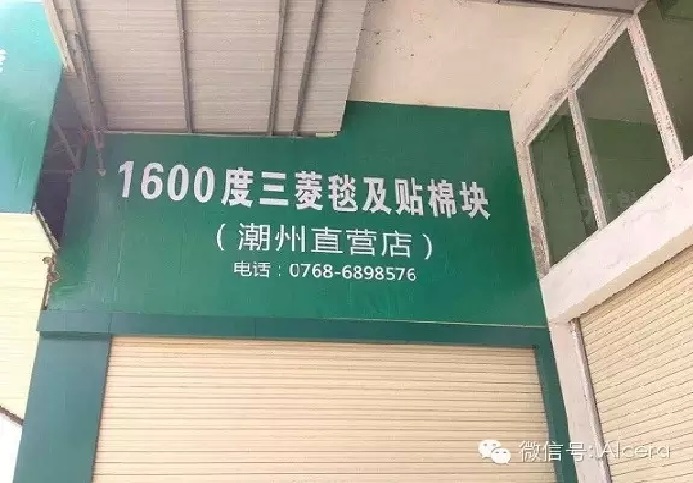 1600度三菱毯及贴棉块
（潮州直营店）
电话：0768-6898576
微信号: Alcera